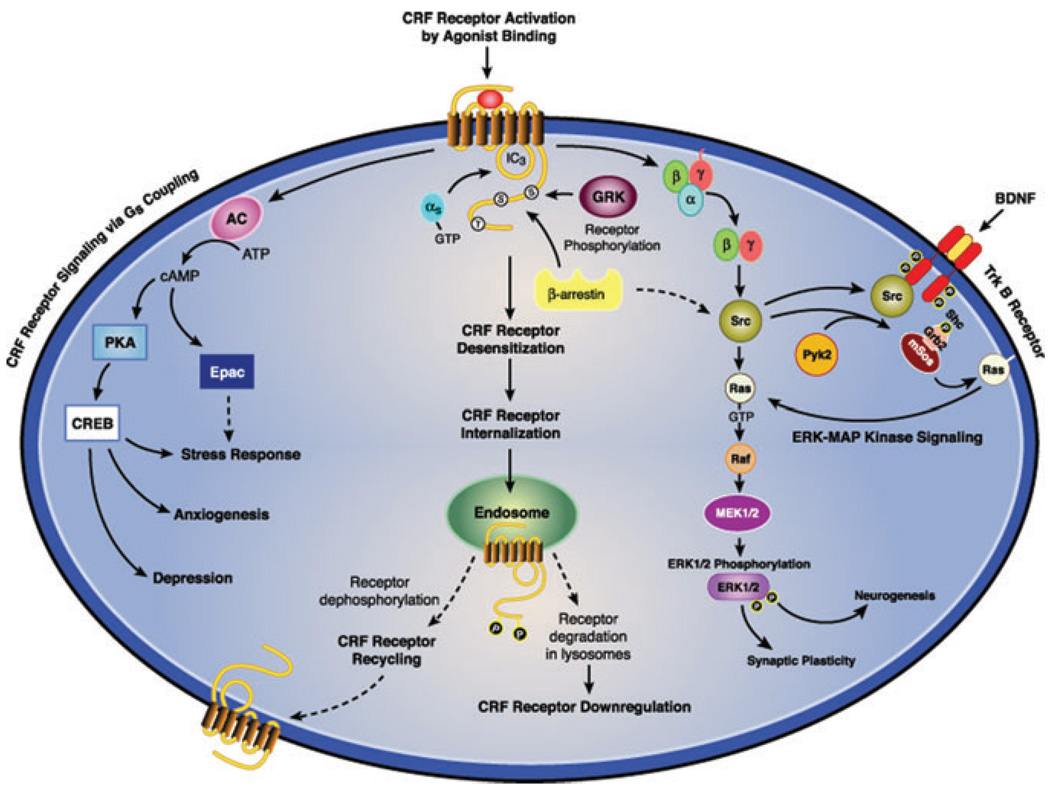 CRF Receptor Activation
by Agonist Binding
CRF Receptor Signaling via Gs Coupling
IC3
αs
GTP
S
S
T
GRK
Receptor
Phosphorylation
β
γ
α
β
γ
AC
ATP
cAMP
PKA
Epac
CREB
Stress Response
Anxiogenesis
Depression
β-arrestin
CRF Receptor
Desensitization
CRF Receptor
Internalization
Endosome
P
P
Receptor
dephosphorylation
CRF Receptor
Recycling
Receptor
degradation
in lysosomes
CRF Receptor Downregulation
BDNF
Trk B Receptor
P
P
P
P
Src
Src
Shc
P
Grb2
mSos
Pyk2
Ras
Ras
GTP
ERK-MAP Kinase Signaling
Raf
MEK1/2
ERK1/2 Phosphorylation
ERK1/2
P
P
Neurogenesis
Synaptic Plasticity